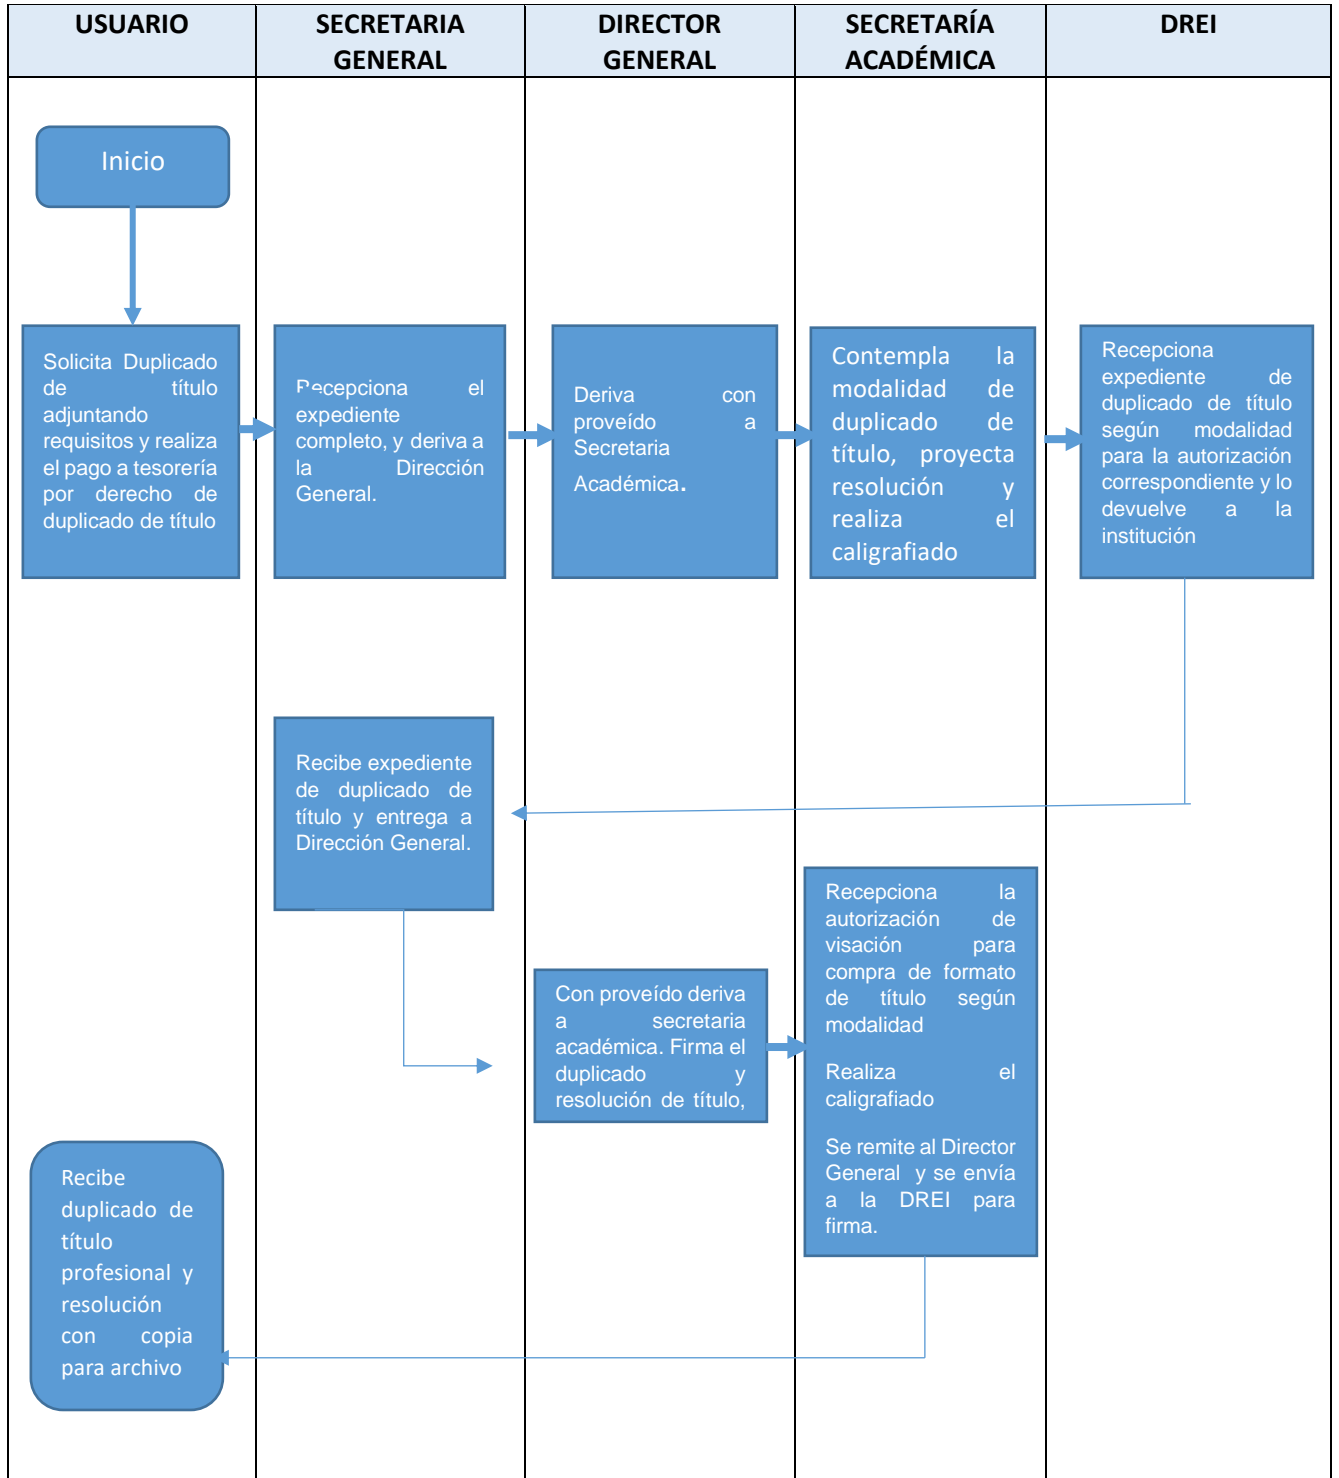 USUARIO
SECRETARIA
GENERAL
DIRECTOR
GENERAL
SECRETARÍA
ACADÉMICA
DREI
Inicio
Solicita Duplicado
de título
adjuntando
requisitos y realiza
el pago a tesorería
por derecho de
duplicado de título
Recepciona el
expediente
completo, y deriva a
la Dirección
General.
Deriva con
proveído a
Secretaria
Académica.
Contempla la
modalidad de
duplicado de
título, proyecta
resolución y
realiza el
caligrafiado
Recepciona
expediente de
duplicado de título
según modalidad
para la autorización
correspondiente y lo
devuelve a la
institución
Recibe expediente
de duplicado de
título y entrega a
Dirección General.
Con proveído deriva
a secretaria
académica. Firma el
duplicado y
resolución de título,
Recepciona la
autorización de
visación para
compra de formato
de título según
modalidad
Realiza el
caligrafiado
Se remite al Director
General y se envía
a la DREI para
firma.
Recibe
duplicado de
título
profesional y
resolución
con copia
para archivo